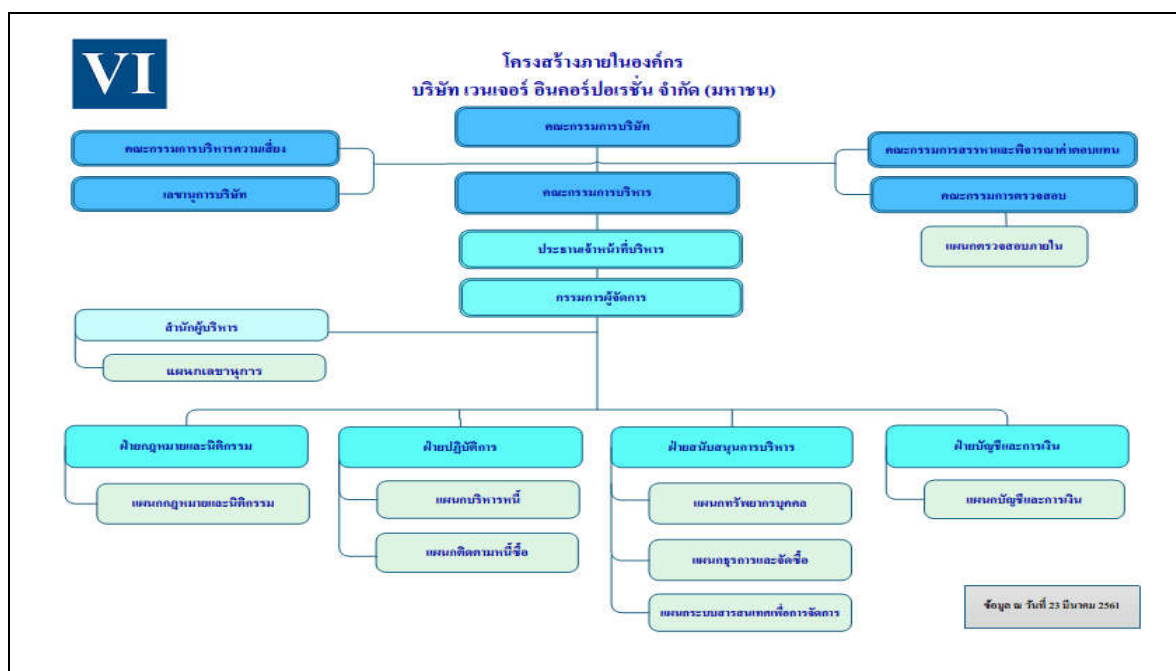 VI
โครงสร้างภายในองค์กร
บริษัท เวนเจอร์ อินคอร์ปอเรชั่น จำกัด (มหาชน)
คณะกรรมการบริษัท
คณะกรรมการบริหารความเสี่ยง
คณะกรรมการสรรหาและพิจารณาค่าตอบแทน
เลขานุการบริษัท
คณะกรรมการบริหาร
คณะกรรมการตรวจสอบ
ประธานเจ้าหน้าที่บริหาร
แผนกตรวจสอบภายใน
กรรมการผู้จัดการ
สำนักผู้บริหาร
แผนกเลขานุการ
ฝ่ายกฎหมายและนิติกรรม
ฝ่ายปฏิบัติการ
ฝ่ายสนับสนุนการบริหาร
ฝ่ายบัญชีและการเงิน
แผนกกฎหมายและนิติกรรม
แผนกบริหารหนี้
แผนกทรัพยากรบุคคล
แผนกบัญชีและการเงิน
แผนกติดตามหนี้ซื้อ
แผนกธุรการและจัดซื้อ
แผนกระบบสารสนเทศเพื่อการจัดการ
ข้อมูล ณ วันที่ 23 มีนาคม 2561